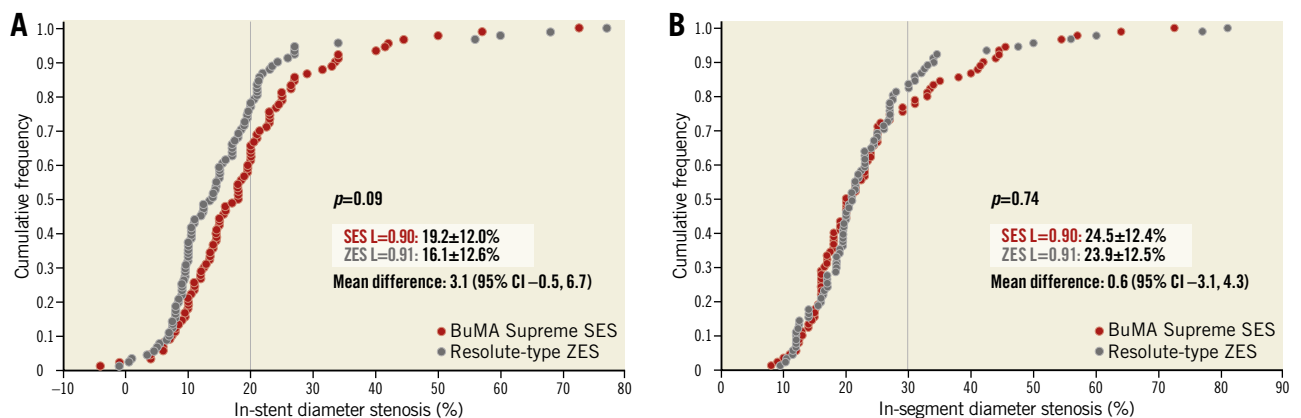 A
Cumulative frequency
1.0
0.9
0.8
0.7
0.6
0.5
0.4
0.3
0.2
0.1
0
p=0.09
SES L=0.90: 19.2±12.0%
ZES L=0.91: 16.1±12.6%
Mean difference: 3.1 (95% CI –0.5, 6.7)
BuMA Supreme SES
Resolute-type ZES
–10 0 10 20 30 40 50 60 70 80
In-stent diameter stenosis (%)
B
Cumulative frequency
1.0
0.9
0.8
0.7
0.6
0.5
0.4
0.3
0.2
0.1
0
p=0.74
SES L=0.90: 24.5±12.4%
ZES L=0.91: 23.9±12.5%
Mean difference: 0.6 (95% CI –3.1, 4.3)
BuMA Supreme SES
Resolute-type ZES
0 10 20 30 40 50 60 70 80 90
In-segment diameter stenosis (%)